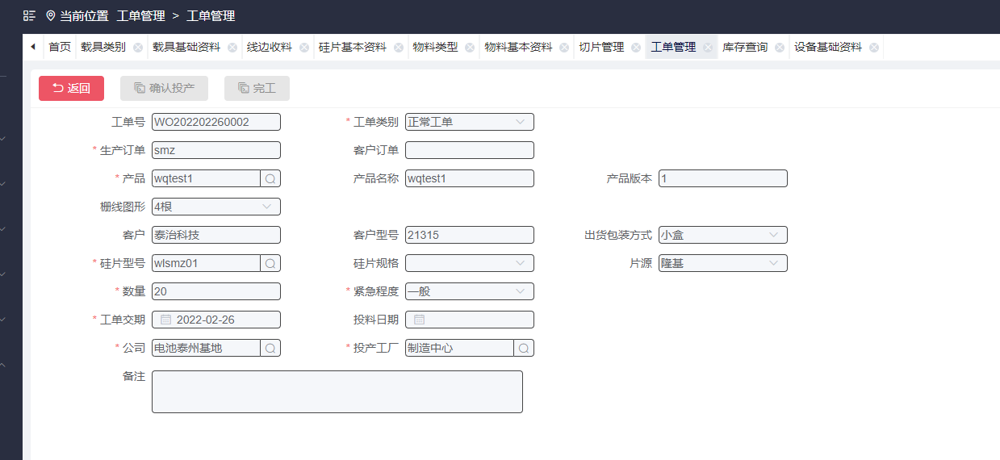 当前位置 工单管理 > 工单管理
首页 载具类别 载具基础资料 线边收料 硅片基本资料 物料类型 物料基本资料 切片管理 工单管理 库存查询 设备基础资料
返回 确认投产 完工
工单号 WO202202260002 * 工单类别 正常工单
* 生产订单 smz 客户订单
* 产品 wqtest1 产品名称 wqtest1 产品版本 1
栅线图形 4根
客户 泰治科技 客户型号 21315 出货包装方式 小盒
* 硅片型号 wlsmz01 硅片规格 片源 隆基
* 数量 20 * 紧急程度 一般
* 工单交期 2022-02-26 投料日期
* 公司 电池泰州基地 * 投产工厂 制造中心
备注